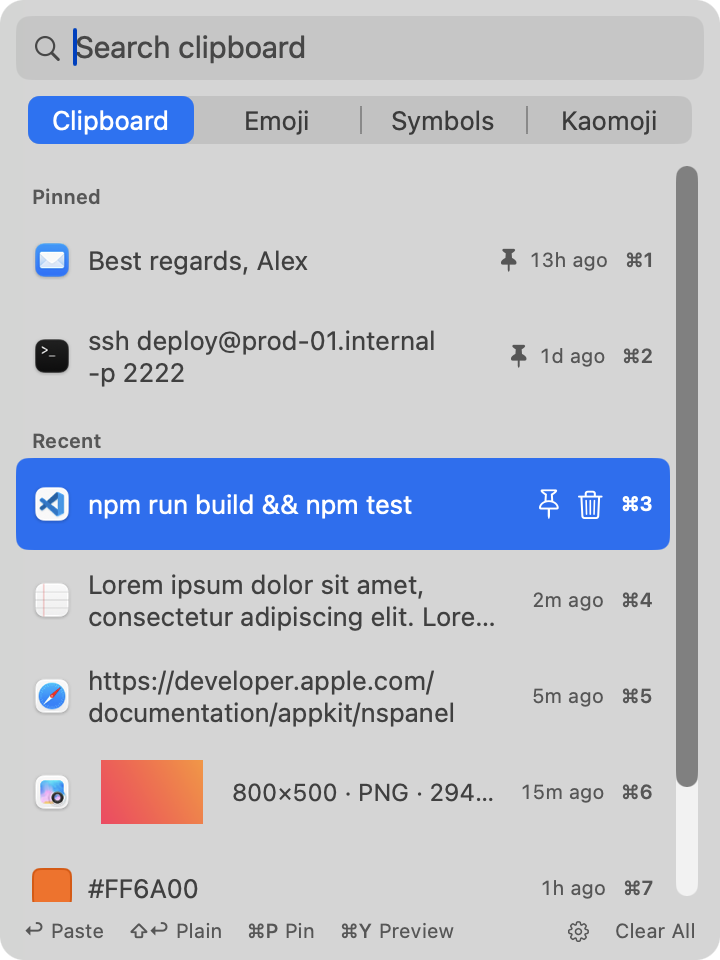 Search clipboard
Clipboard Emoji Symbols Kaomoji
Pinned
Best regards, Alex 13h ago ⌘1
ssh deploy@prod-01.internal
-p 2222 1d ago ⌘2
Recent
npm run build && npm test ⌘3
Lorem ipsum dolor sit amet,
consectetur adipiscing elit. Lore... 2m ago ⌘4
https://developer.apple.com/
documentation/appkit/nspanel 5m ago ⌘5
800×500 · PNG · 294... 15m ago ⌘6
#FF6A00 1h ago ⌘7
↩ Paste ⇧↩ Plain ⌘P Pin ⌘Y Preview Clear All